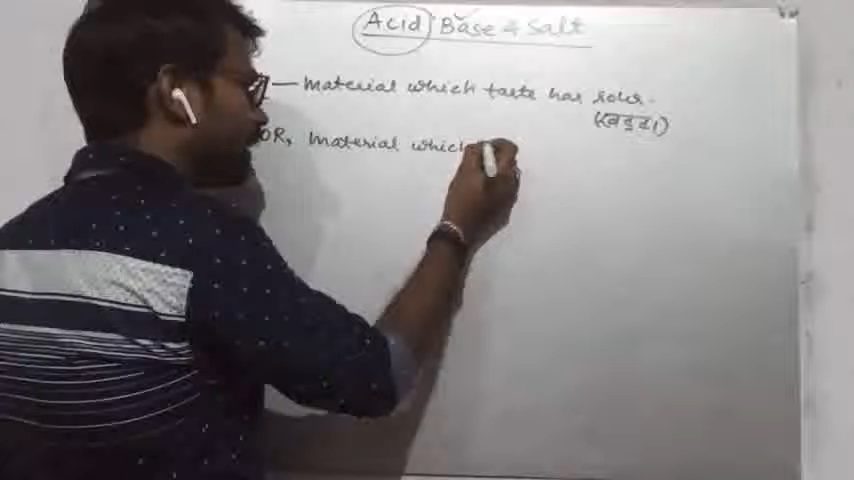 Acid, Base & Salt
— Material which taste has sour.
(खट्टा)
OR, Material which